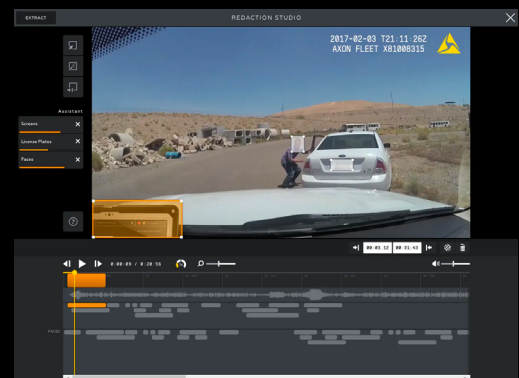 EXTRACT
REDACTION STUDIO
2017-02-03 T21:11:26Z
AXON FLEET X81008315
Assistant
Screens
License Plates
Faces
00:03.12
00:31:43
0:00:09 / 0:20:56
FACES